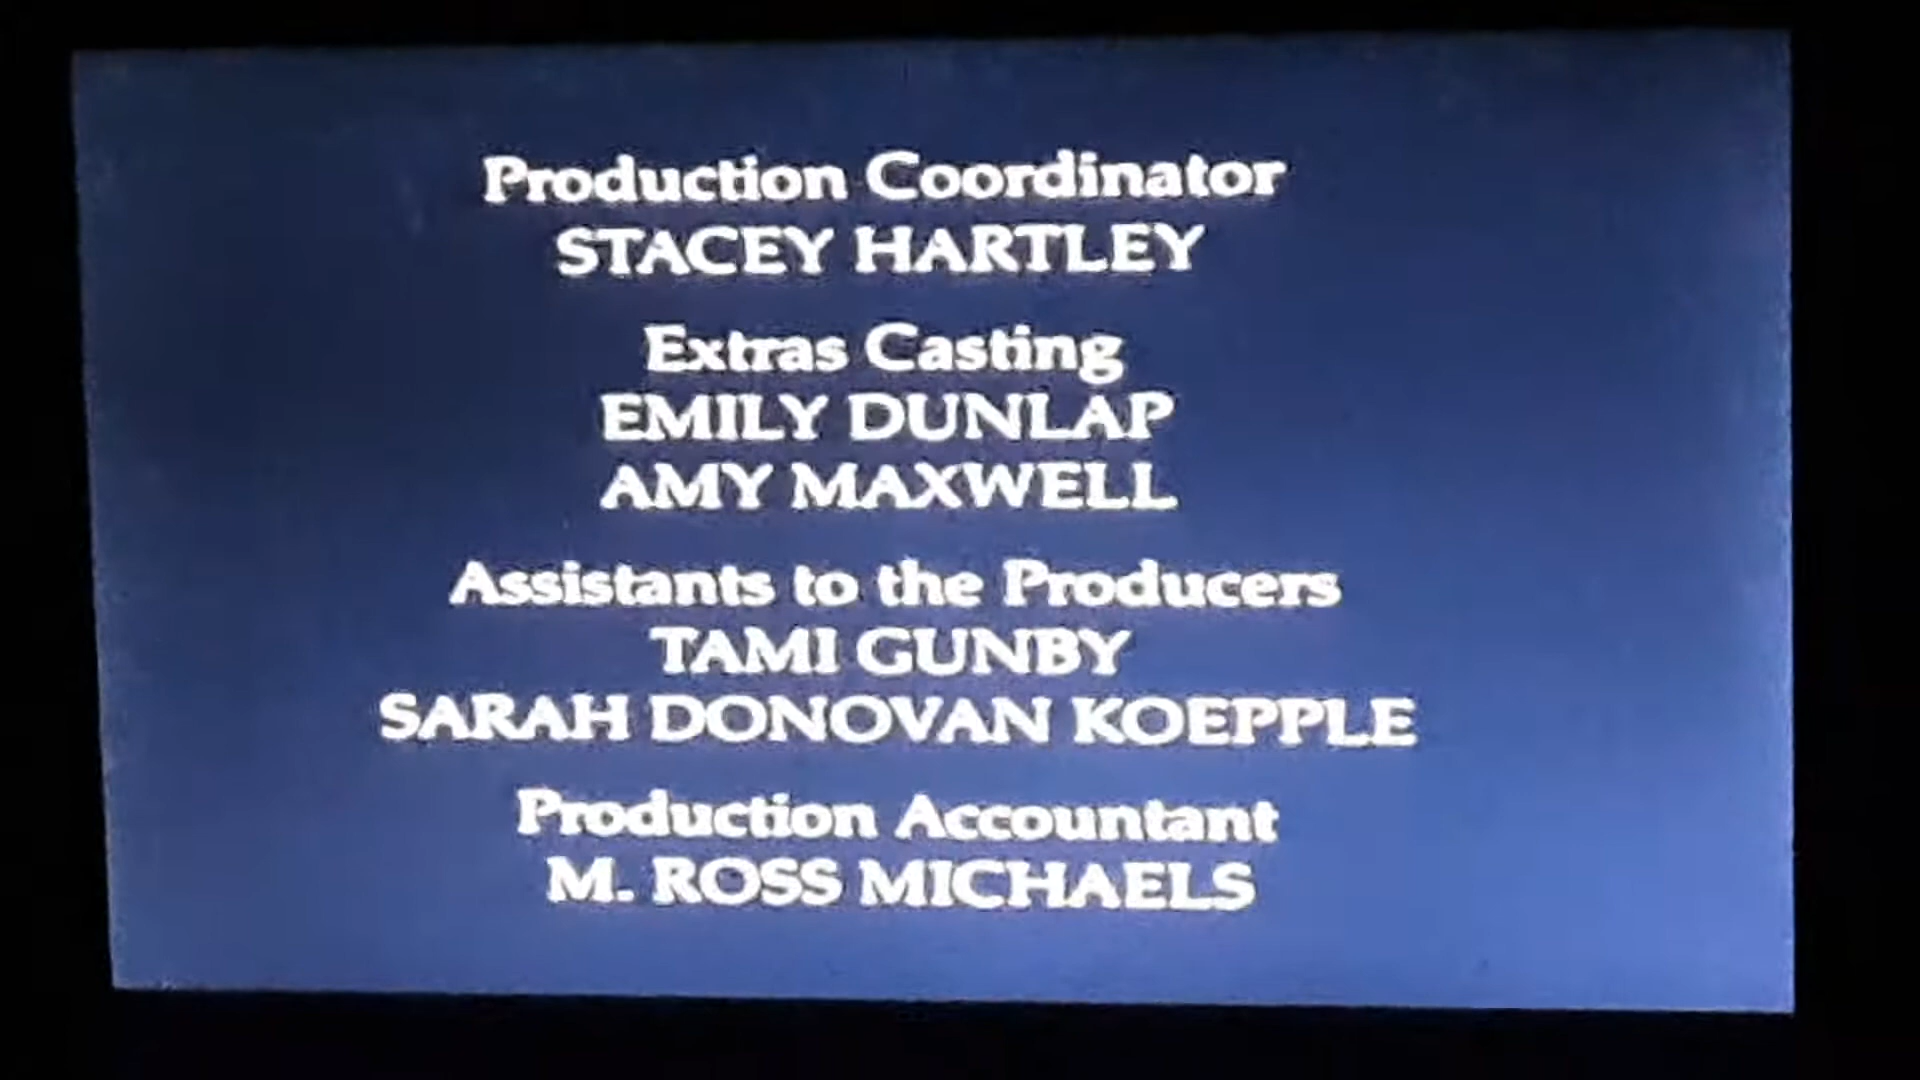 Production Coordinator
STACEY HARTLEY
Extras Casting
EMILY DUNLAP
AMY MAXWELL
Assistants to the Producers
TAMI GUNBY
SARAH DONOVAN KOEPPLE
Production Accountant
M. ROSS MICHAELS